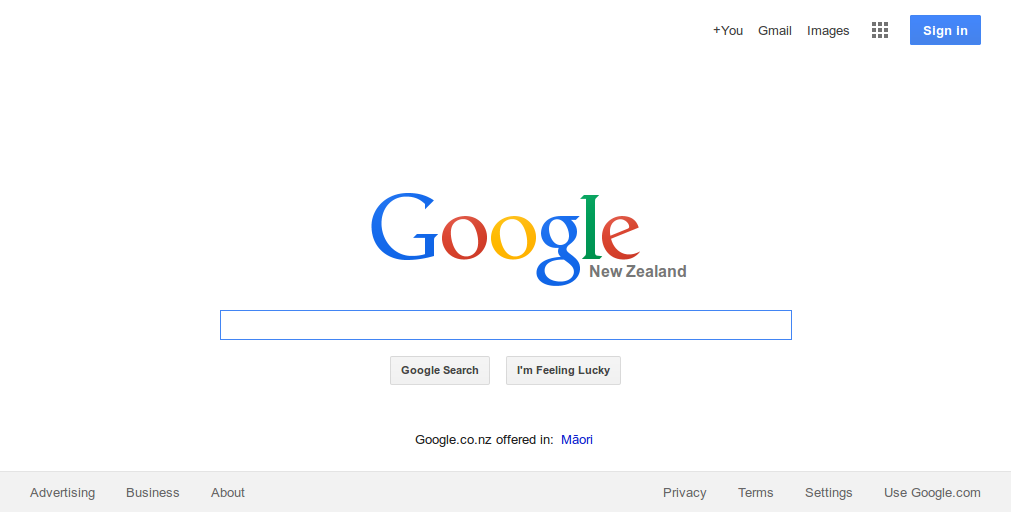 +You Gmail Images Sign in
Google
New Zealand
Google Search I'm Feeling Lucky
Google.co.nz offered in: Māori
Advertising Business About Privacy Terms Settings Use Google.com